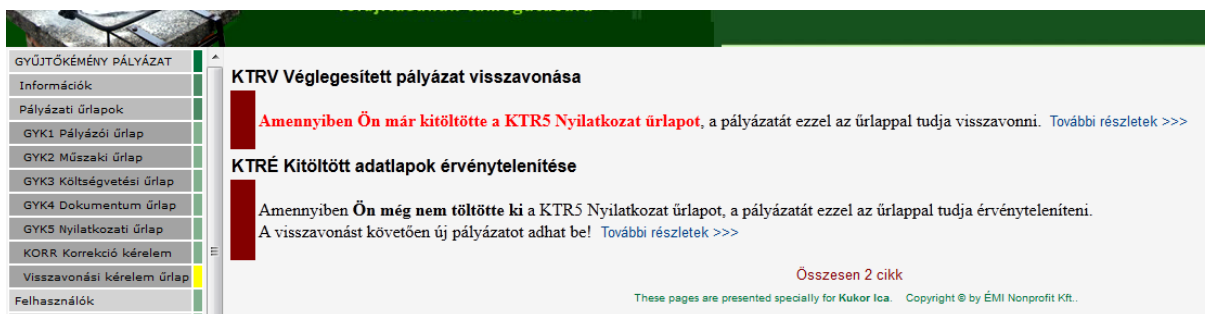 GYŰJTŐKÉMÉNY PÁLYÁZAT
Információk
Pályázati űrlapok
GYK1 Pályázói űrlap
GYK2 Műszaki űrlap
GYK3 Költségvetési űrlap
GYK4 Dokumentum űrlap
GYK5 Nyilatkozati űrlap
KORR Korrekció kérelem
Visszavonási kérelem űrlap
Felhasználók
KTRV Véglegesített pályázat visszavonása
Amennyiben Ön már kitöltötte a KTR5 Nyilatkozat űrlapot, a pályázatát ezzel az űrlappal tudja visszavonni. További részletek >>>
KTRÉ Kitöltött adatlapok érvénytelenítése
Amennyiben Ön még nem töltötte ki a KTR5 Nyilatkozat űrlapot, a pályázatát ezzel az űrlappal tudja érvényteleníteni.
A visszavonást követően új pályázatot adhat be! További részletek >>>
Összesen 2 cikk
These pages are presented specially for Kukor Ica. Copyright © by ÉMI Nonprofit Kft..